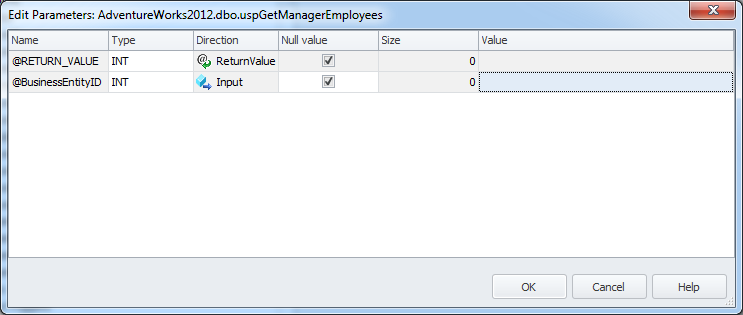 Edit Parameters: AdventureWorks2012.dbo.uspGetManagerEmployees
Name Type Direction Null value Size Value
@RETURN_VALUE INT ReturnValue 0
@BusinessEntityID INT Input 0
OK Cancel Help